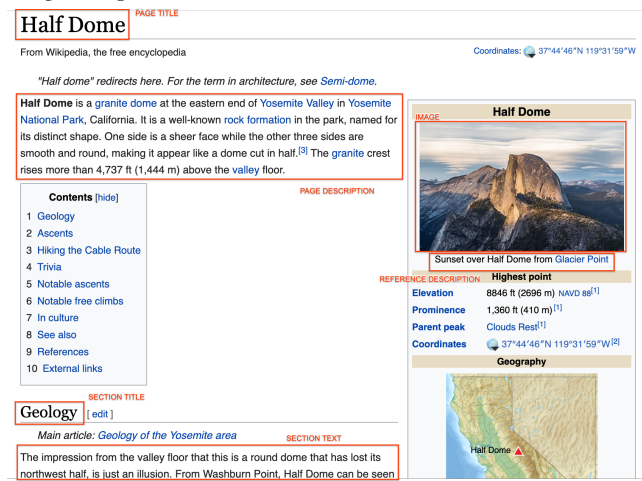 PAGE TITLE
Half Dome
From Wikipedia, the free encyclopedia
Coordinates: 37°44′46″N 119°31′59″W
"Half dome" redirects here. For the term in architecture, see Semi-dome.
Half Dome is a granite dome at the eastern end of Yosemite Valley in Yosemite
National Park, California. It is a well-known rock formation in the park, named for
its distinct shape. One side is a sheer face while the other three sides are
smooth and round, making it appear like a dome cut in half.[3] The granite crest
rises more than 4,737 ft (1,444 m) above the valley floor.
PAGE DESCRIPTION
Contents [hide]
1 Geology
2 Ascents
3 Hiking the Cable Route
4 Trivia
5 Notable ascents
6 Notable free climbs
7 In culture
8 See also
9 References
10 External links
SECTION TITLE
Geology [ edit ]
Main article: Geology of the Yosemite area
SECTION TEXT
The impression from the valley floor that this is a round dome that has lost its
northwest half, is just an illusion. From Washburn Point, Half Dome can be seen
Half Dome
IMAGE
Sunset over Half Dome from Glacier Point
REFERENCE DESCRIPTION
Highest point
Elevation 8846 ft (2696 m) NAVD 88[1]
Prominence 1,360 ft (410 m)[1]
Parent peak Clouds Rest[1]
Coordinates 37°44′46″N 119°31′59″W[2]
Geography
Half Dome